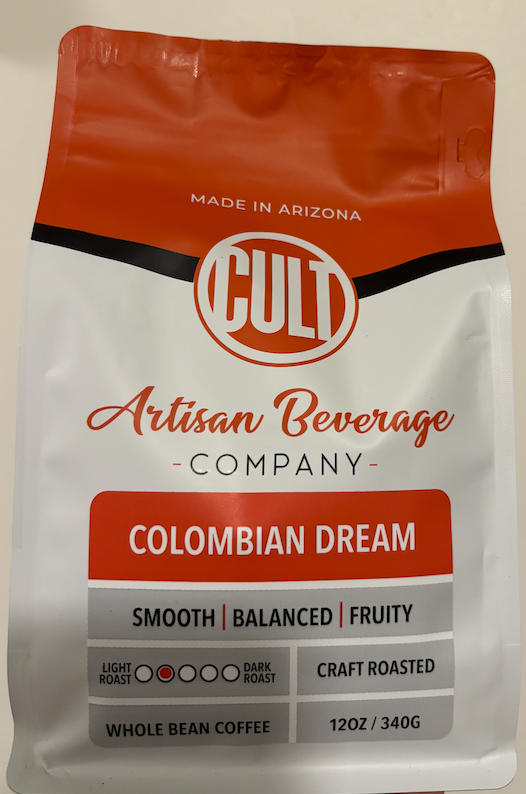 MADE IN ARIZONA
CULT
Artisan Beverage
-COMPANY-
COLOMBIAN DREAM
SMOOTH | BALANCED | FRUITY
LIGHT ROAST DARK ROAST
CRAFT ROASTED
WHOLE BEAN COFFEE
12OZ / 340G